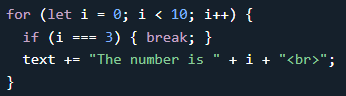 for (let i = 0; i < 10; i++) {
  if (i === 3) { break; }
  text += "The number is " + i + "<br>";
}